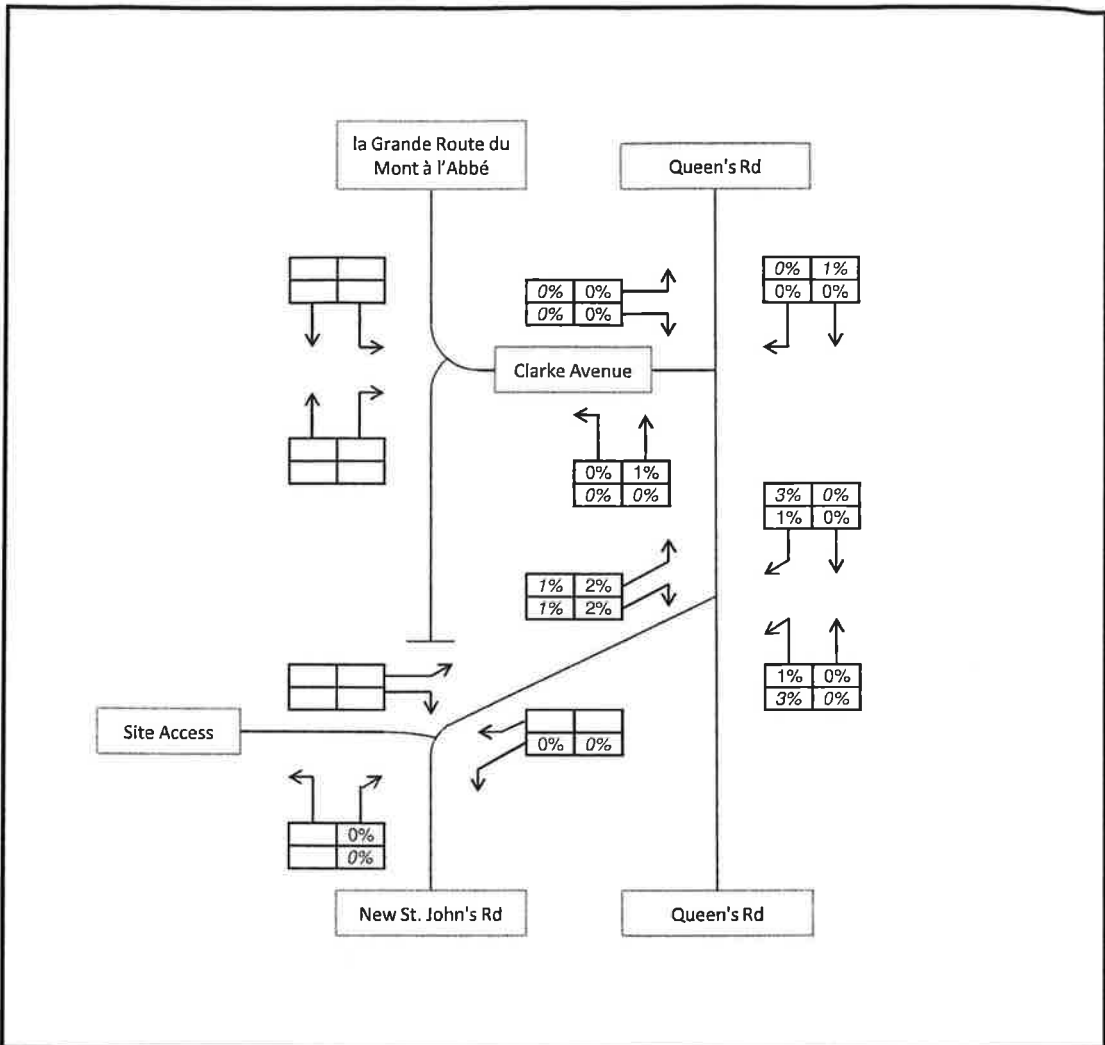 la Grande Route du
Mont à l'Abbé
Queen's Rd
0% 1%
0% 0%
0% 0%
0% 0%
Clarke Avenue
0% 1%
0% 0%
3% 0%
1% 0%
1% 2%
1% 2%
1% 0%
3% 0%
Site Access
0% 0%
0%
0%
New St. John's Rd
Queen's Rd